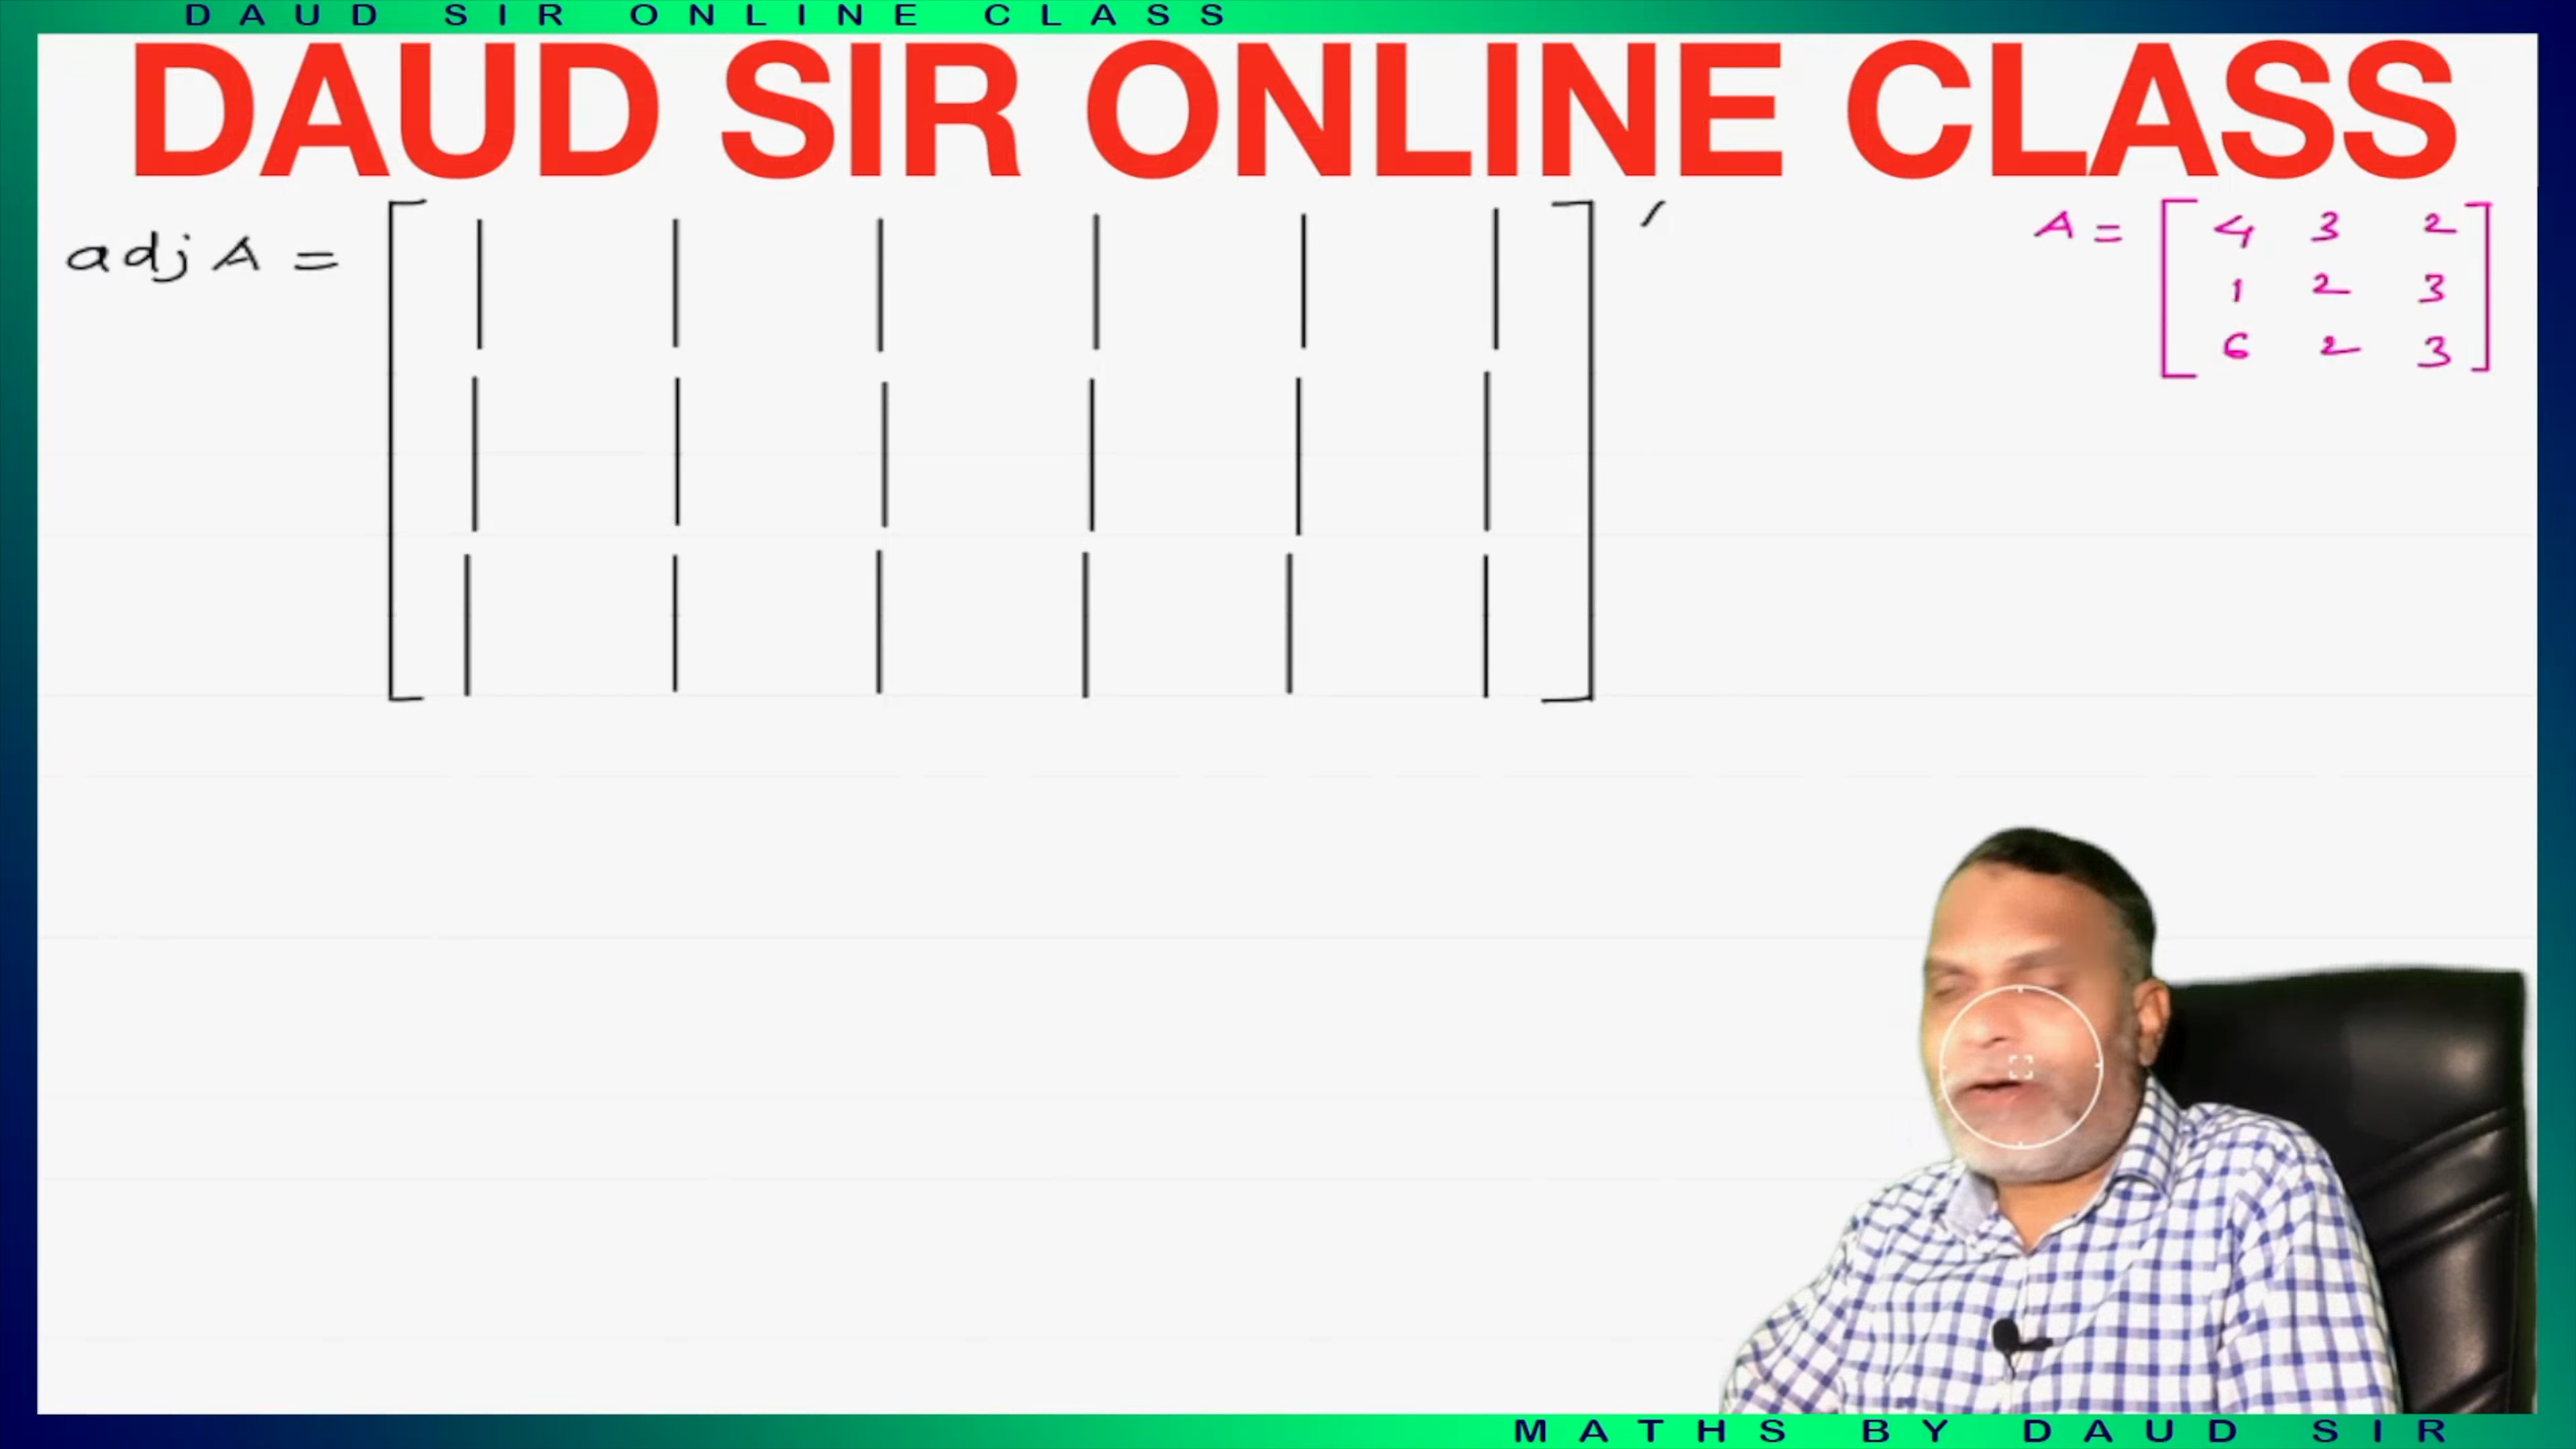 DAUD SIR ONLINE CLASS
DAUD SIR ONLINE CLASS
adj A = [ | | | | | | ] ′
| | | | | |
| | | | | |
A = [ 4 3 2 ]
1 2 3
6 2 3
MATHS BY DAUD SIR